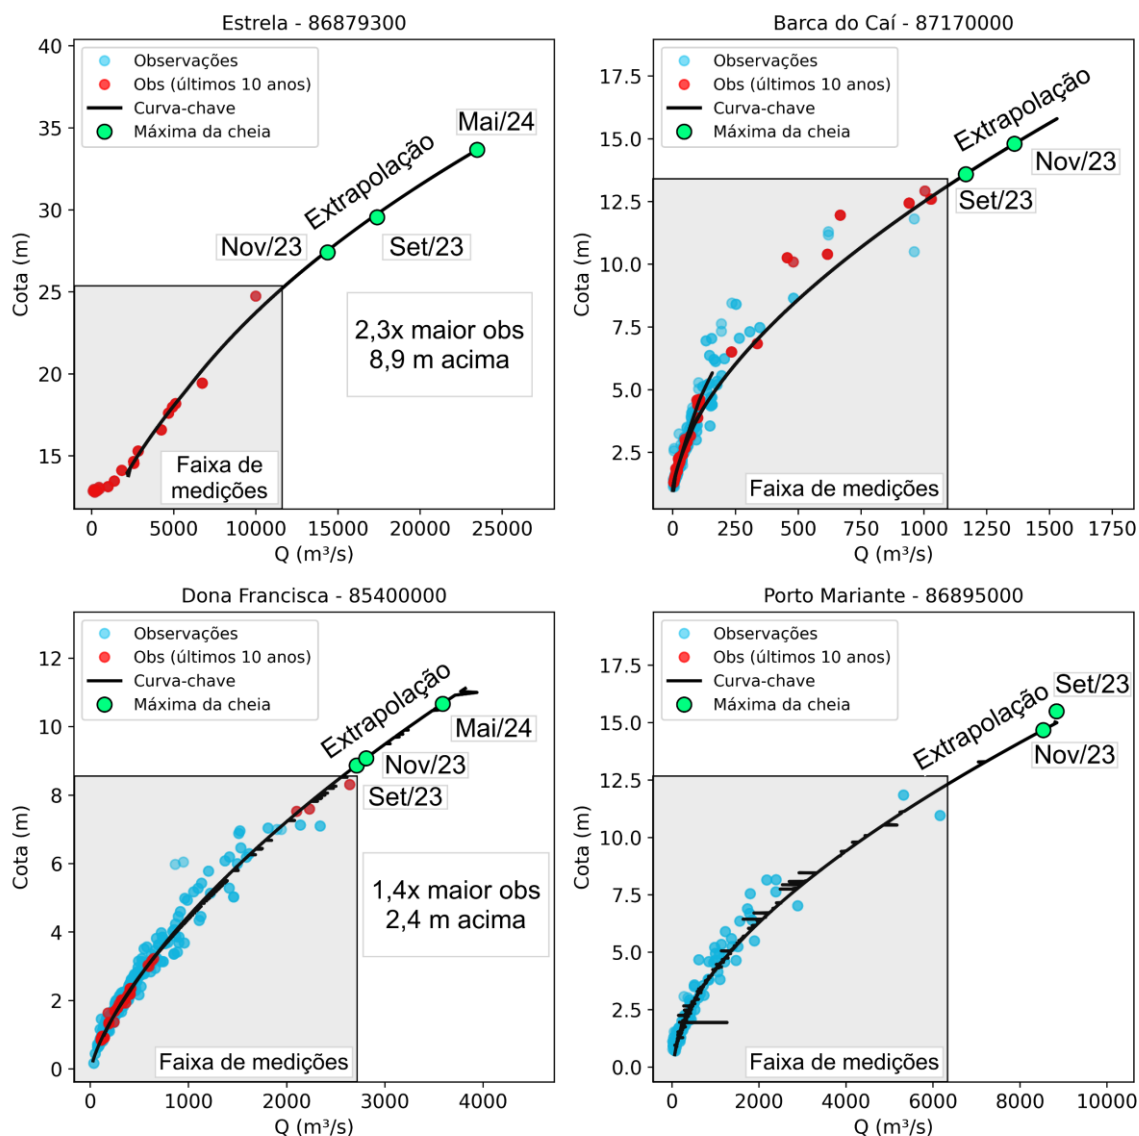 Estrela - 86879300
Observações
Obs (últimos 10 anos)
Curva-chave
Máxima da cheia
Mai/24
Extrapolação
Nov/23
Set/23
2,3x maior obs
8,9 m acima
Faixa de
medições
Cota (m)
40
35
30
25
20
15
0
5000
10000
15000
20000
25000
Q (m³/s)
Barca do Caí - 87170000
Observações
Obs (últimos 10 anos)
Curva-chave
Máxima da cheia
Extrapolação
Nov/23
Set/23
Faixa de medições
Cota (m)
17.5
15.0
12.5
10.0
7.5
5.0
2.5
0
250
500
750
1000
1250
1500
1750
Q (m³/s)
Dona Francisca - 85400000
Observações
Obs (últimos 10 anos)
Curva-chave
Máxima da cheia
Extrapolação
Mai/24
Nov/23
Set/23
1,4x maior obs
2,4 m acima
Faixa de medições
Cota (m)
12
10
8
6
4
2
0
0
1000
2000
3000
4000
Q (m³/s)
Porto Mariante - 86895000
Observações
Obs (últimos 10 anos)
Curva-chave
Máxima da cheia
Set/23
Extrapolação
Nov/23
Faixa de medições
Cota (m)
17.5
15.0
12.5
10.0
7.5
5.0
2.5
0.0
0
2000
4000
6000
8000
10000
Q (m³/s)